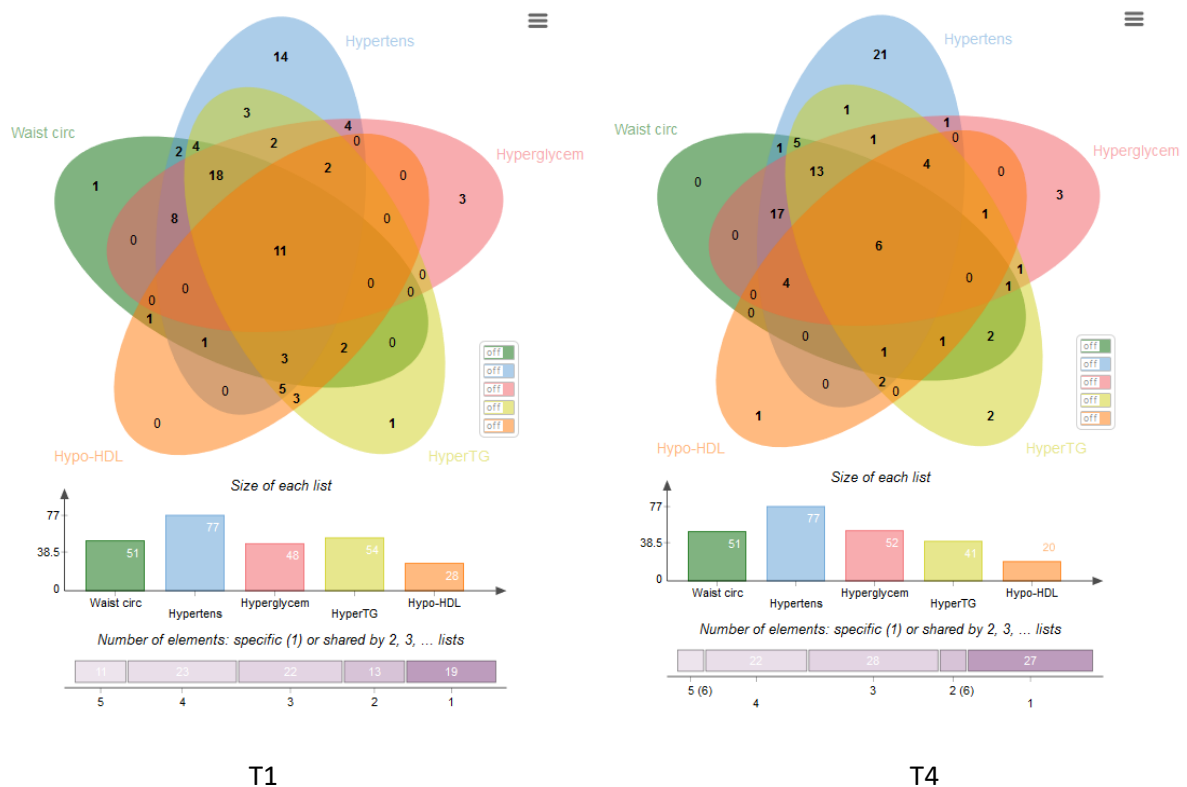 Hypertens
14
3
4
0
Waist circ
2
4
2
Hyperglycem
18
2
0
1
3
8
0
0
11
0
0
0
0
0
0
1
1
2
0
3
0
5
3
0
1
off
off
off
off
off
Hypo-HDL
HyperTG
Size of each list
77
38.5
0
51
77
48
54
28
Waist circ
Hypertens
Hyperglycem
HyperTG
Hypo-HDL
Number of elements: specific (1) or shared by 2, 3, ... lists
11
23
22
13
19
5
4
3
2
1
T1
Hypertens
21
1
1
0
Waist circ
1
5
1
Hyperglycem
13
4
0
0
3
17
1
0
6
1
0
4
1
0
0
0
1
1
2
0
2
0
1
2
off
off
off
off
off
Hypo-HDL
HyperTG
Size of each list
77
38.5
0
51
77
52
41
20
Waist circ
Hypertens
Hyperglycem
HyperTG
Hypo-HDL
Number of elements: specific (1) or shared by 2, 3, ... lists
22
28
27
5 (6)
4
3
2 (6)
1
T4